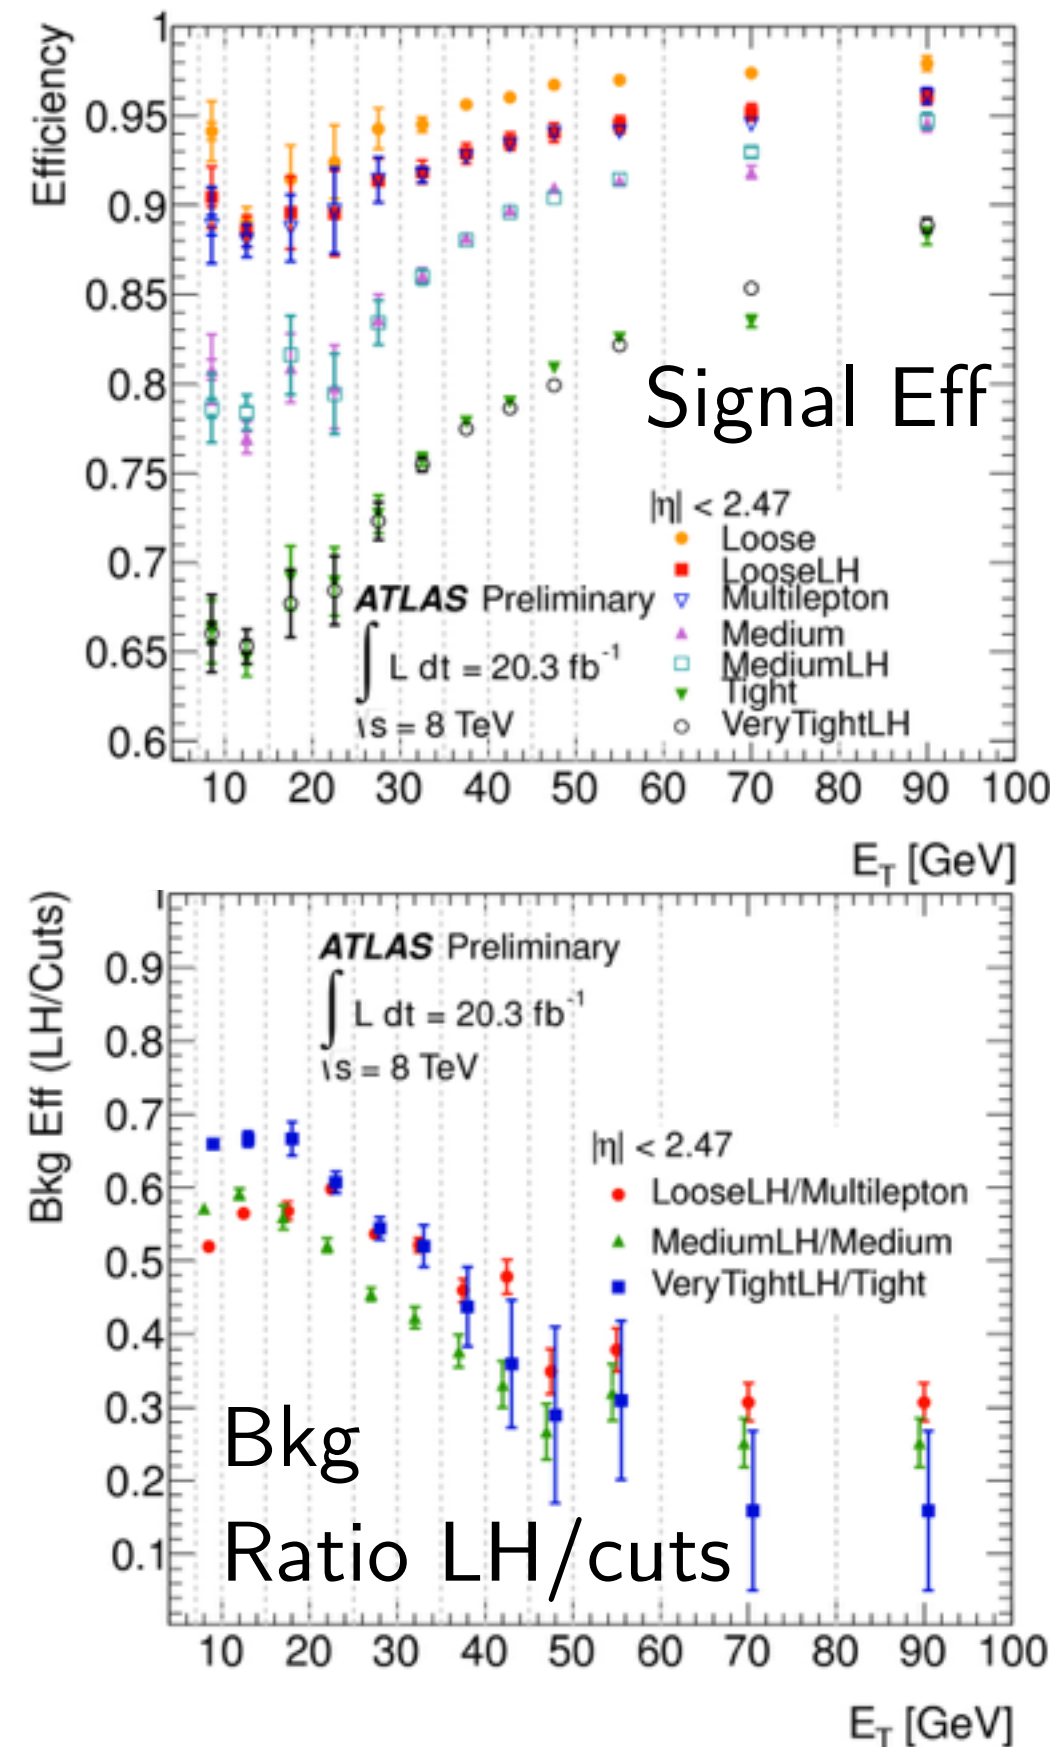 Efficiency
1
0.95
0.9
0.85
0.8
0.75
0.7
0.65
0.6
Signal Eff
|η| < 2.47
Loose
LooseLH
Multilepton
Medium
MediumLH
Tight
VeryTightLH
ATLAS Preliminary
∫ L dt = 20.3 fb⁻¹
√s = 8 TeV
10 20 30 40 50 60 70 80 90 100
E_T [GeV]
Bkg Eff (LH/Cuts)
1
0.9
0.8
0.7
0.6
0.5
0.4
0.3
0.2
0.1
ATLAS Preliminary
∫ L dt = 20.3 fb⁻¹
√s = 8 TeV
|η| < 2.47
LooseLH/Multilepton
MediumLH/Medium
VeryTightLH/Tight
Bkg
Ratio LH/cuts
10 20 30 40 50 60 70 80 90 100
E_T [GeV]